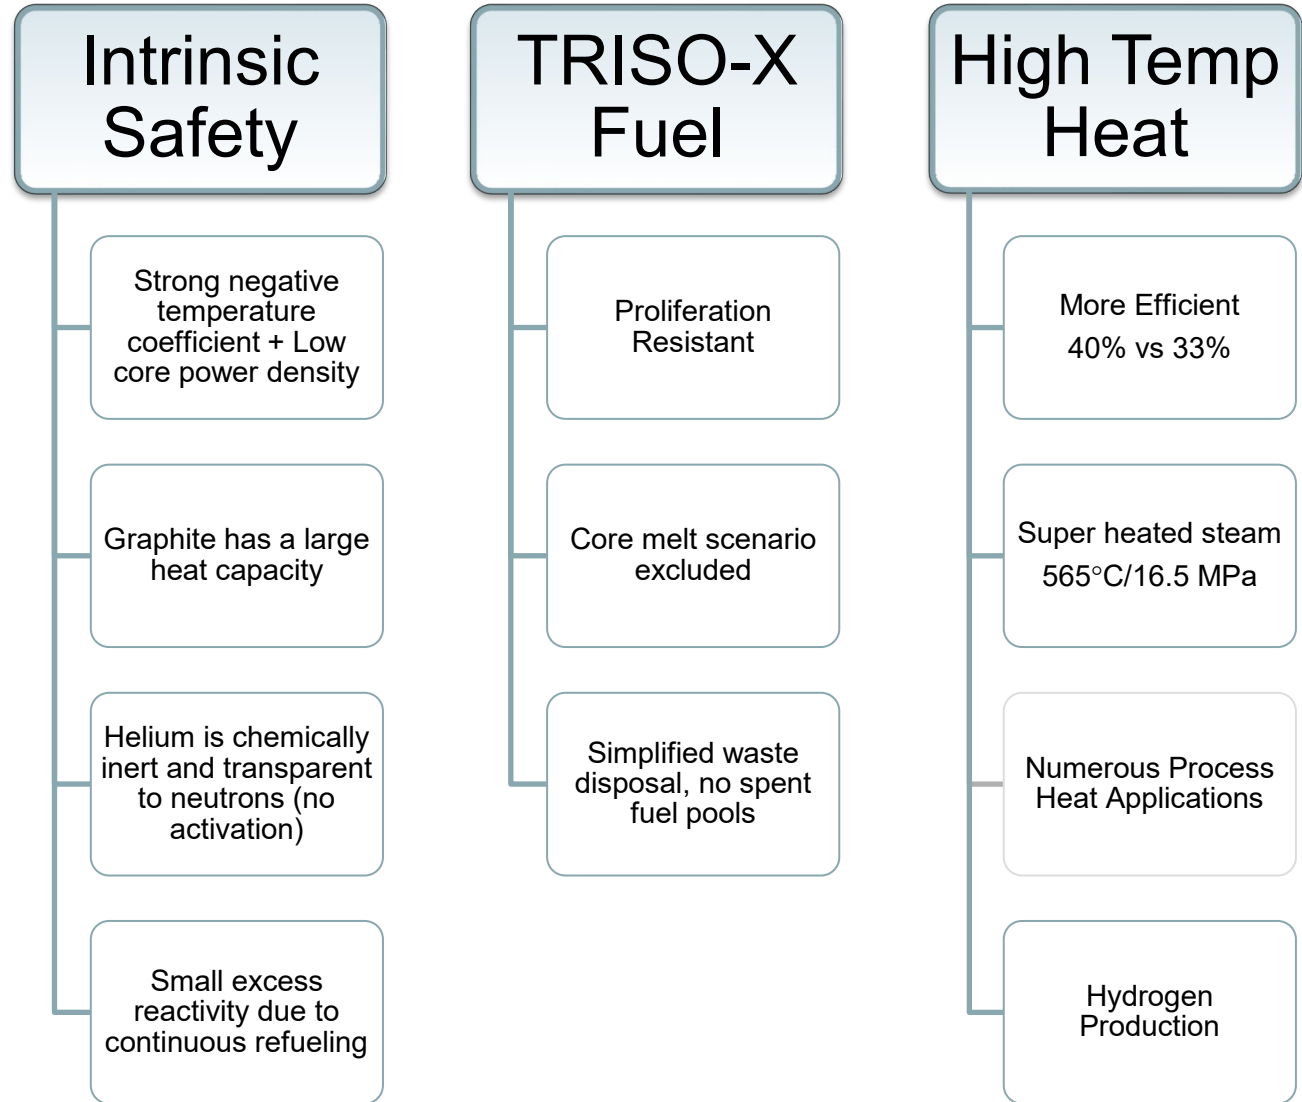 Intrinsic
Safety
Strong negative
temperature
coefficient + Low
core power density
Graphite has a large
heat capacity
Helium is chemically
inert and transparent
to neutrons (no
activation)
Small excess
reactivity due to
continuous refueling
TRISO-X
Fuel
Proliferation
Resistant
Core melt scenario
excluded
Simplified waste
disposal, no spent
fuel pools
High Temp
Heat
More Efficient
40% vs 33%
Super heated steam
565°C/16.5 MPa
Numerous Process
Heat Applications
Hydrogen
Production